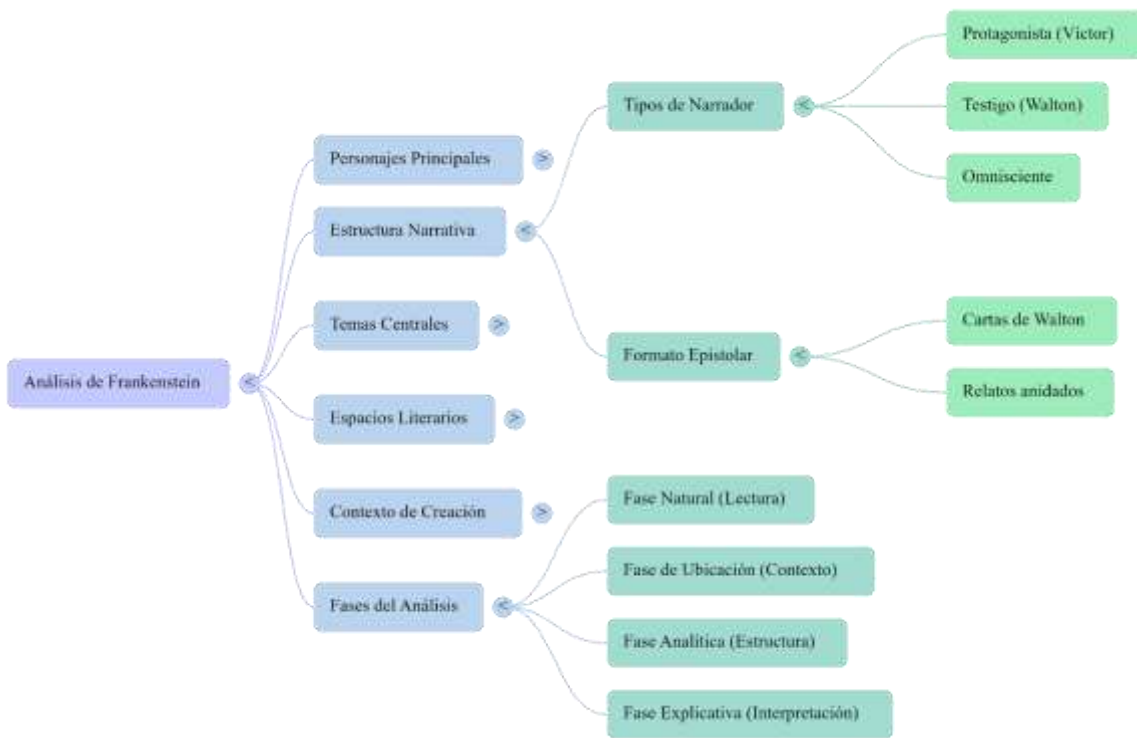 Análisis de Frankenstein
Personajes Principales
Estructura Narrativa
Tipos de Narrador
Protagonista (Victor)
Testigo (Walton)
Omnisciente
Formato Epistolar
Cartas de Walton
Relatos anidados
Temas Centrales
Espacios Literarios
Contexto de Creación
Fases del Análisis
Fase Natural (Lectura)
Fase de Ubicación (Contexto)
Fase Analítica (Estructura)
Fase Explicativa (Interpretación)